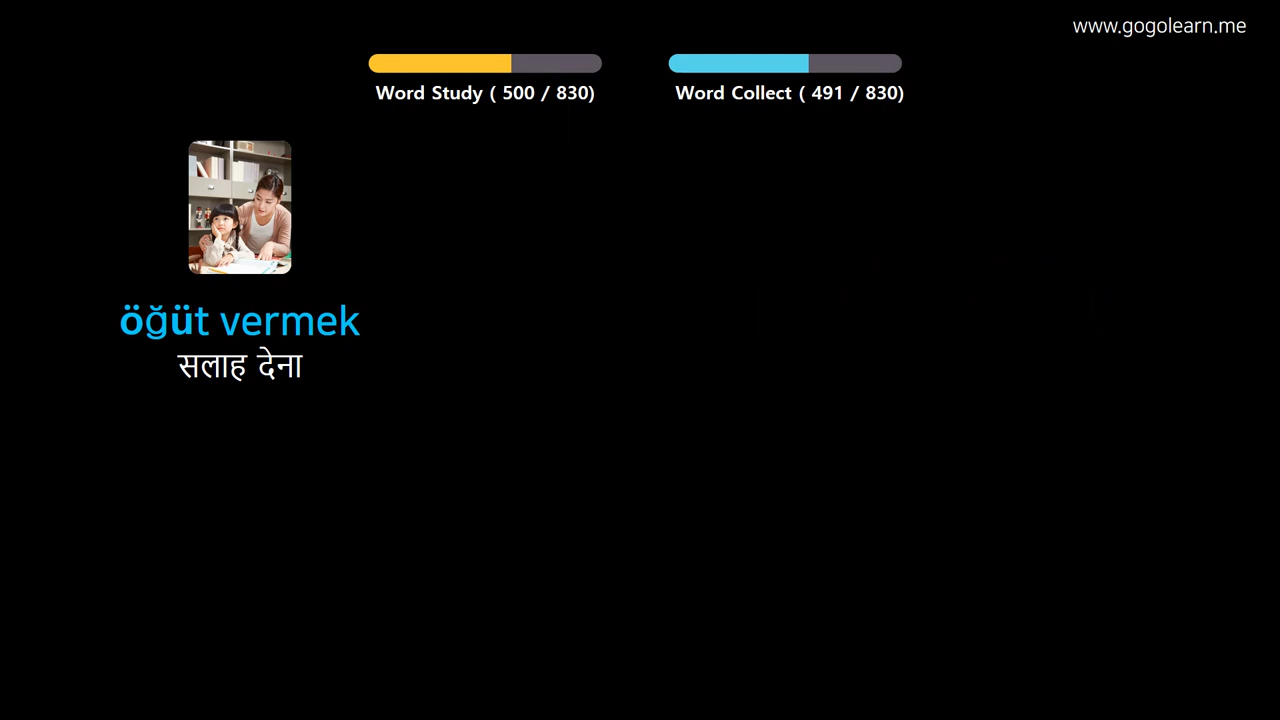 www.gogolearn.me
Word Study ( 500 / 830)
Word Collect ( 491 / 830)
öğüt vermek
सलाह देना